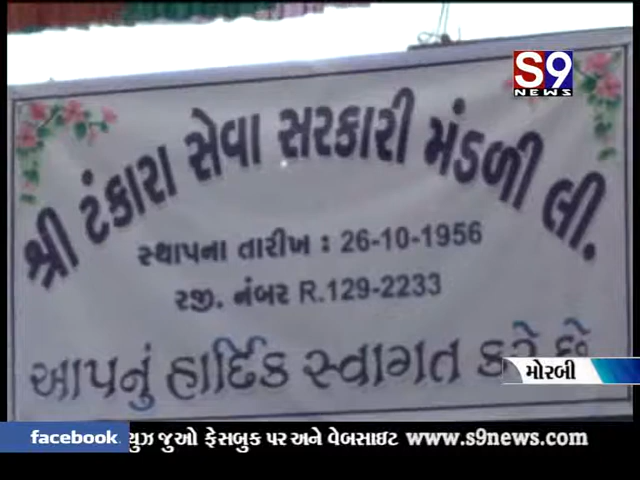 S9
NEWS
શ્રી ટંકારા સેવા સરકારી મંડળી લી.
સ્થાપના તારીખ : 26-10-1956
રજી. નંબર R.129-2233
આપનું હાર્દિક સ્વાગત કરે છે
મોરબી
facebook યુઝ જુઓ ફેસબુક પર અને વેબસાઇટ www.s9news.com